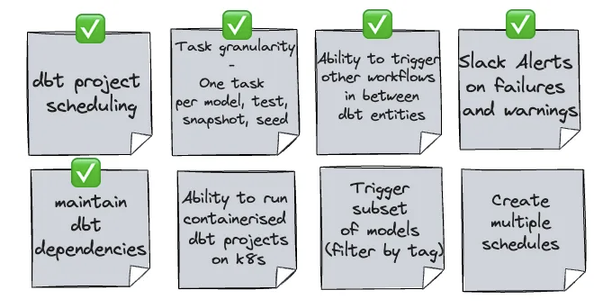 dbt project
scheduling
Task granularity
-
One task
per model, test,
snapshot, seed
Ability to trigger
other workflows
in between
dbt entities
Slack Alerts
on failures
and warnings
maintain
dbt
dependencies
Ability to run
containerised
dbt projects
on k8s
Trigger
subset
of models
(filter by tag)
Create
multiple
schedules